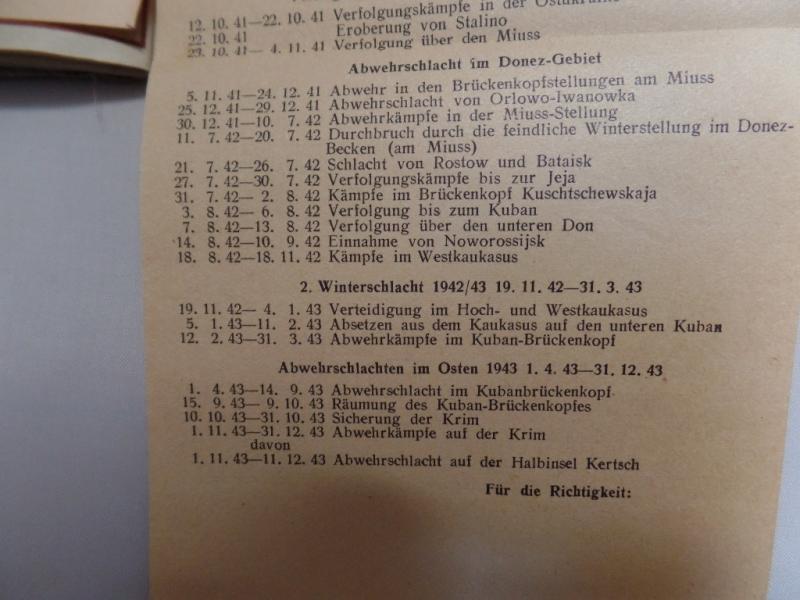 12. 10. 41—22. 10. 41 Verfolgungskämpfe in der
22. 10. 41 Eroberung von Stalino
23. 10. 41— 4. 11. 41 Verfolgung über den Miuss
Abwehrschlacht im Donez-Gebiet
5. 11. 41—24. 12. 41 Abwehr in den Brückenkopfstellungen am Miuss
25. 12. 41—29. 12. 41 Abwehrschlacht von Orlowo-Iwanowka
30. 12. 41—10. 7. 42 Abwehrkämpfe in der Miuss-Stellung
11. 7. 42—20. 7. 42 Durchbruch durch die feindliche Winterstellung im Donez-
Becken (am Miuss)
21. 7. 42—26. 7. 42 Schlacht von Rostow und Bataisk
27. 7. 42—30. 7. 42 Verfolgungskämpfe bis zur Jeja
31. 7. 42— 2. 8. 42 Kämpfe im Brückenkopf Kuschtschewskaja
3. 8. 42— 6. 8. 42 Verfolgung bis zum Kuban
7. 8. 42—13. 8. 42 Verfolgung über den unteren Don
14. 8. 42—10. 9. 42 Einnahme von Noworossijsk
18. 8. 42—18. 11. 42 Kämpfe im Westkaukasus
2. Winterschlacht 1942/43 19. 11. 42—31. 3. 43
19. 11. 42— 4. 1. 43 Verteidigung im Hoch- und Westkaukasus
5. 1. 43—11. 2. 43 Absetzen aus dem Kaukasus auf den unteren Kuban
12. 2. 43—31. 3. 43 Abwehrkämpfe im Kuban-Brückenkopf
Abwehrschlachten im Osten 1943 1. 4. 43—31. 12. 43
1. 4. 43—14. 9. 43 Abwehrschlacht im Kubanbrückenkopf
15. 9. 43— 9. 10. 43 Räumung des Kuban-Brückenkopfes
10. 10. 43—31. 10. 43 Sicherung der Krim
1. 11. 43—31. 12. 43 Abwehrkämpfe auf der Krim
davon
1. 11. 43—11. 12. 43 Abwehrschlacht auf der Halbinsel Kertsch
Für die Richtigkeit: